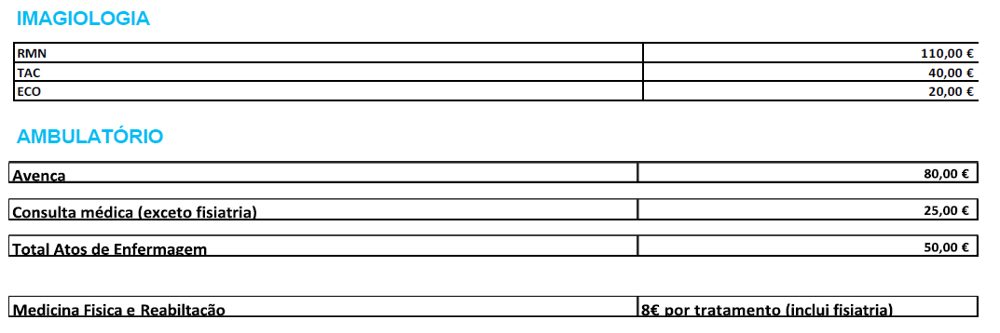 IMAGIOLOGIA
RMN 110,00 €
TAC 40,00 €
ECO 20,00 €
AMBULATÓRIO
Avença 80,00 €
Consulta médica (exceto fisiatria) 25,00 €
Total Atos de Enfermagem 50,00 €
Medicina Fisica e Reabiltação 8€ por tratamento (inclui fisiatria)